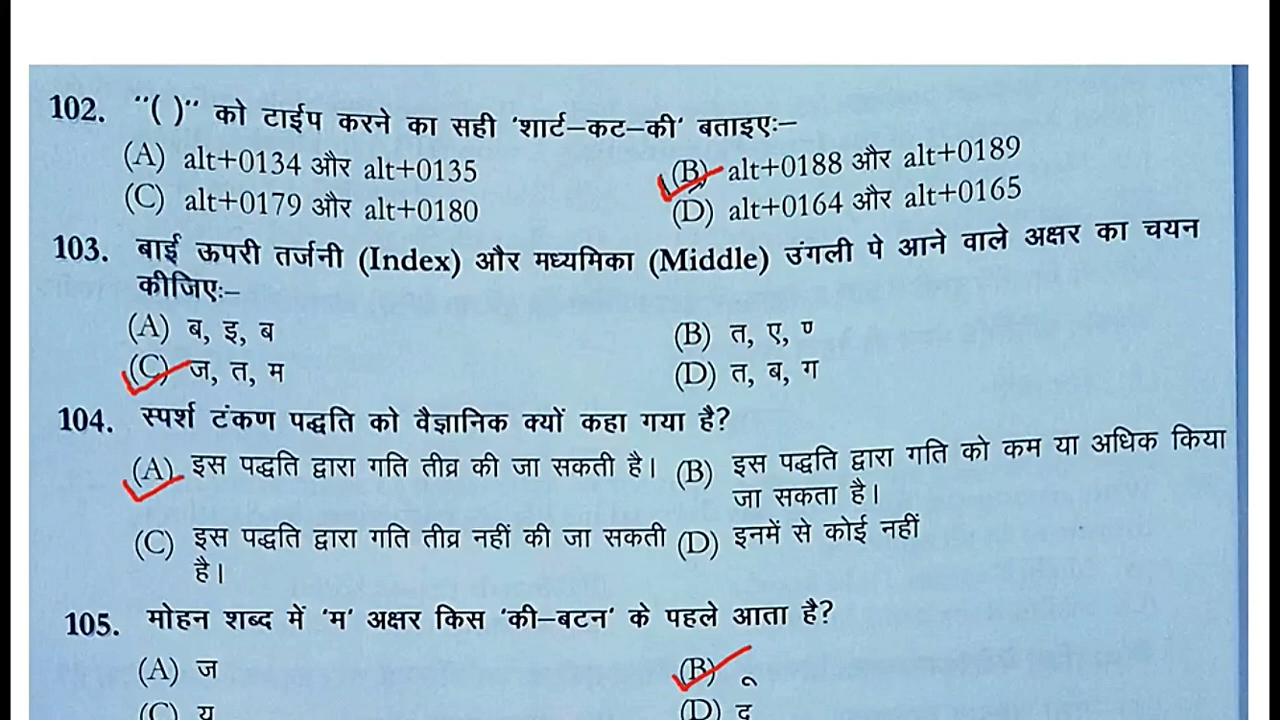 102. "( )" को टाईप करने का सही 'शार्ट–कट–की' बताइएः–
(A) alt+0134 और alt+0135 (B) alt+0188 और alt+0189
(C) alt+0179 और alt+0180 (D) alt+0164 और alt+0165
103. बाई ऊपरी तर्जनी (Index) और मध्यमिका (Middle) उंगली पे आने वाले अक्षर का चयन
कीजिएः–
(A) ब, इ, ब (B) त, ए, ण
(C) ज, त, म (D) त, ब, ग
104. स्पर्श टंकण पद्धति को वैज्ञानिक क्यों कहा गया है?
(A) इस पद्धति द्वारा गति तीव्र की जा सकती है। (B) इस पद्धति द्वारा गति को कम या अधिक किया
जा सकता है।
(C) इस पद्धति द्वारा गति तीव्र नहीं की जा सकती (D) इनमें से कोई नहीं
है।
105. मोहन शब्द में 'म' अक्षर किस 'की–बटन' के पहले आता है?
(A) ज (B) ૂ
(C) य (D) द